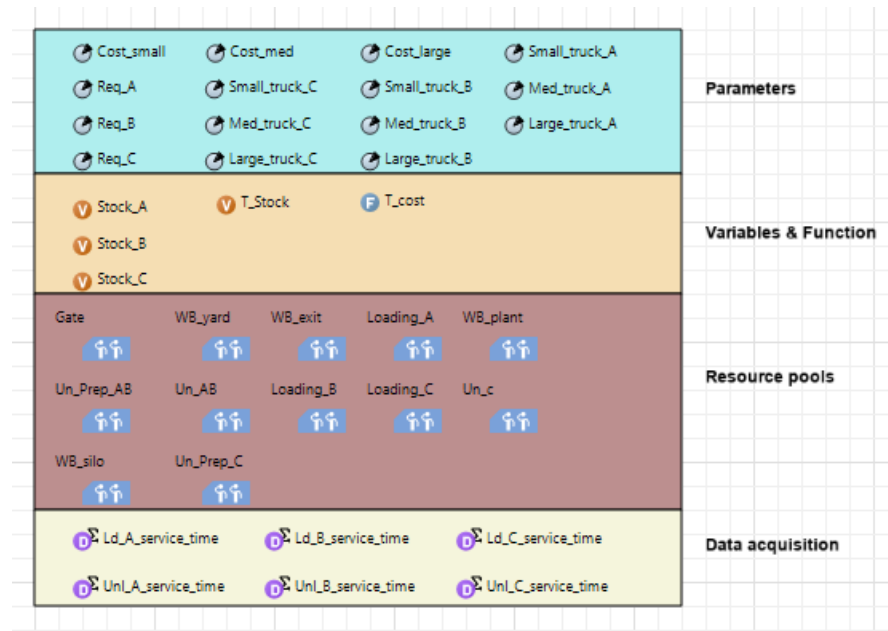 Cost_small Cost_med Cost_large Small_truck_A
Req_A Small_truck_C Small_truck_B Med_truck_A
Parameters
Req_B Med_truck_C Med_truck_B Large_truck_A
Req_C Large_truck_C Large_truck_B
V Stock_A V T_Stock F T_cost
Variables & Function
V Stock_B
V Stock_C
Gate WB_yard WB_exit Loading_A WB_plant
Resource pools
Un_Prep_AB Un_AB Loading_B Loading_C Un_c
WB_silo Un_Prep_C
D Σ Ld_A_service_time D Σ Ld_B_service_time D Σ Ld_C_service_time
Data acquisition
D Σ Unl_A_service_time D Σ Unl_B_service_time D Σ Unl_C_service_time